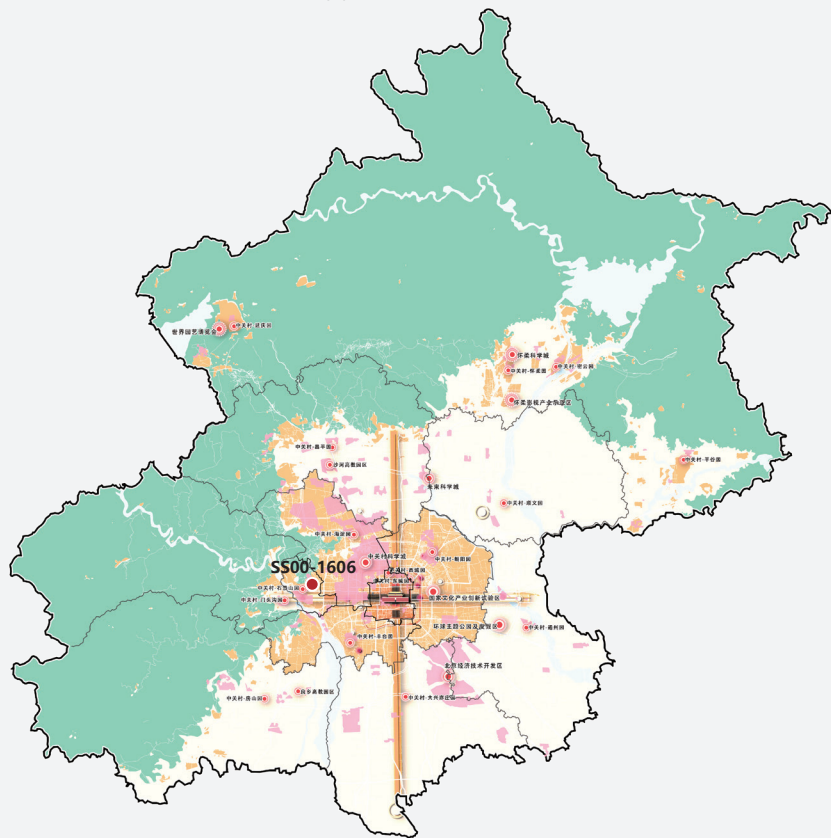 世界园艺博览会
中关村-延庆园
怀柔科学城
中关村-怀柔园
中关村-密云园
怀柔影视产业示范区
中关村-昌平园
沙河高教园区
中关村-平谷园
未来科学城
中关村-顺义园
中关村-海淀园
中关村科学城
中关村-朝阳园
SS00-1606
中关村-西城园
中关村-东城园
中关村-石景山园
中关村-门头沟园
国家文化产业创新试验区
环球主题公园及度假区
中关村-通州园
中关村-丰台园
北京经济技术开发区
良乡高教园区
中关村-房山园
中关村-大兴亦庄园